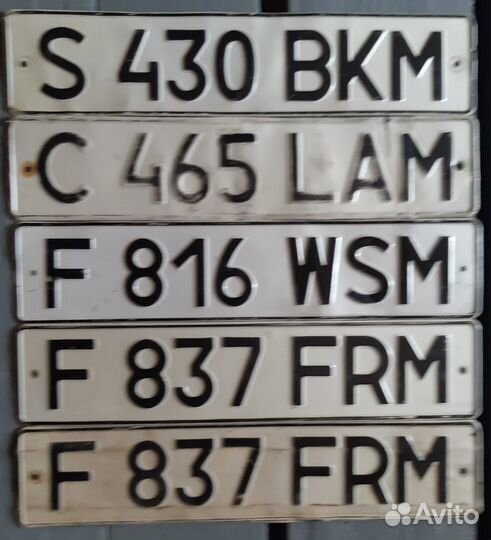 S 430 BKM
C 465 LAM
F 816 WSM
F 837 FRM
F 837 FRM
Avito